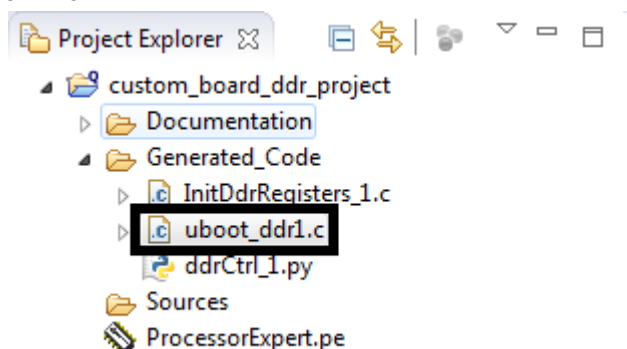 Project Explorer
custom_board_ddr_project
Documentation
Generated_Code
InitDdrRegisters_1.c
uboot_ddr1.c
ddrCtrl_1.py
Sources
ProcessorExpert.pe